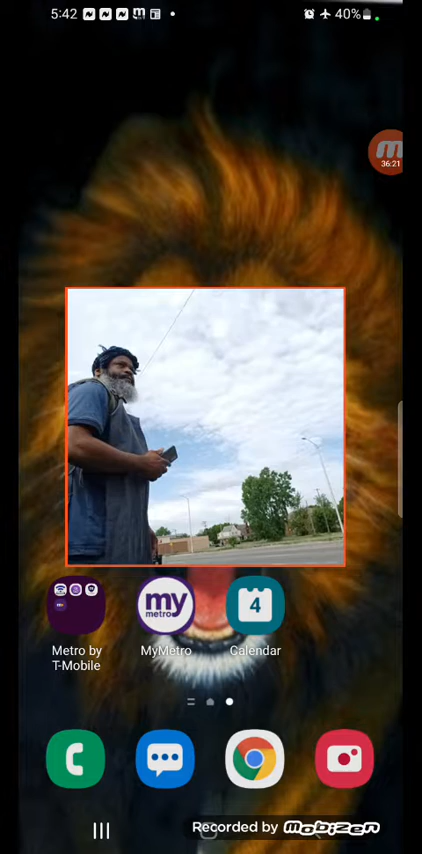 5:42
40%
36:21
my
metro
4
Metro by
T-Mobile
MyMetro
Calendar
Recorded by Mobizen